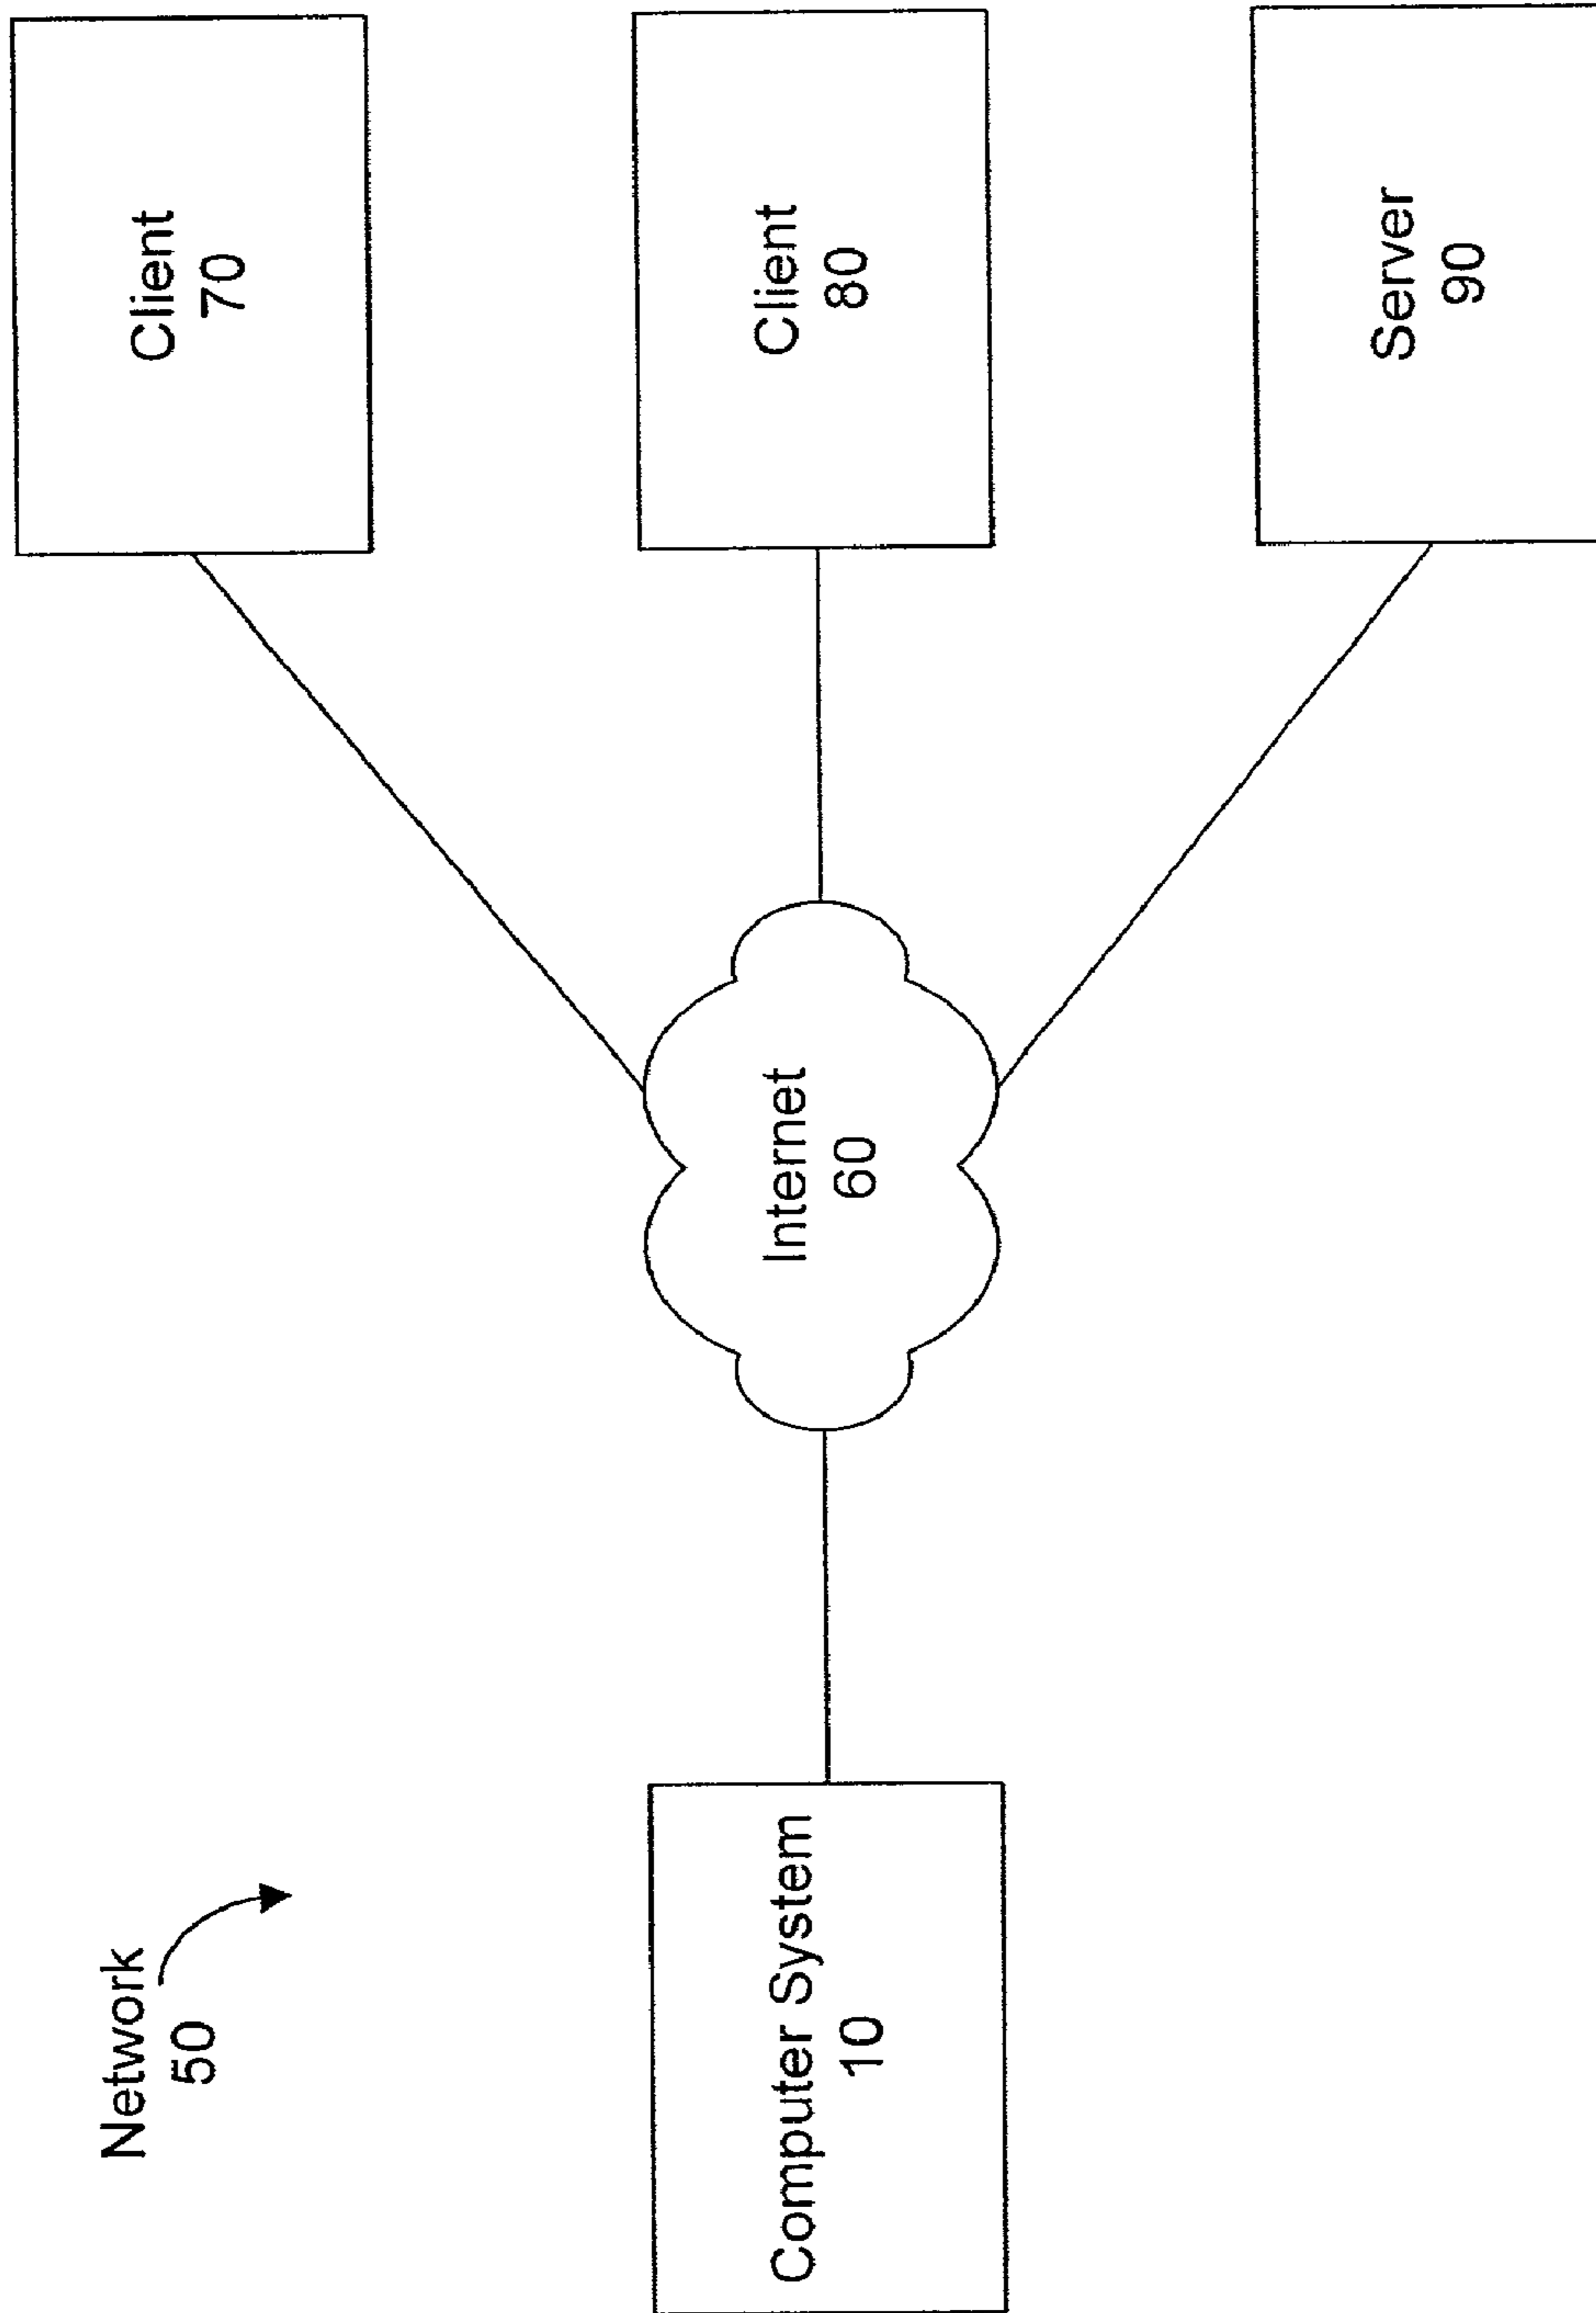 Network
50
Client
70
Computer System
10
Internet
60
Client
80
Server
90